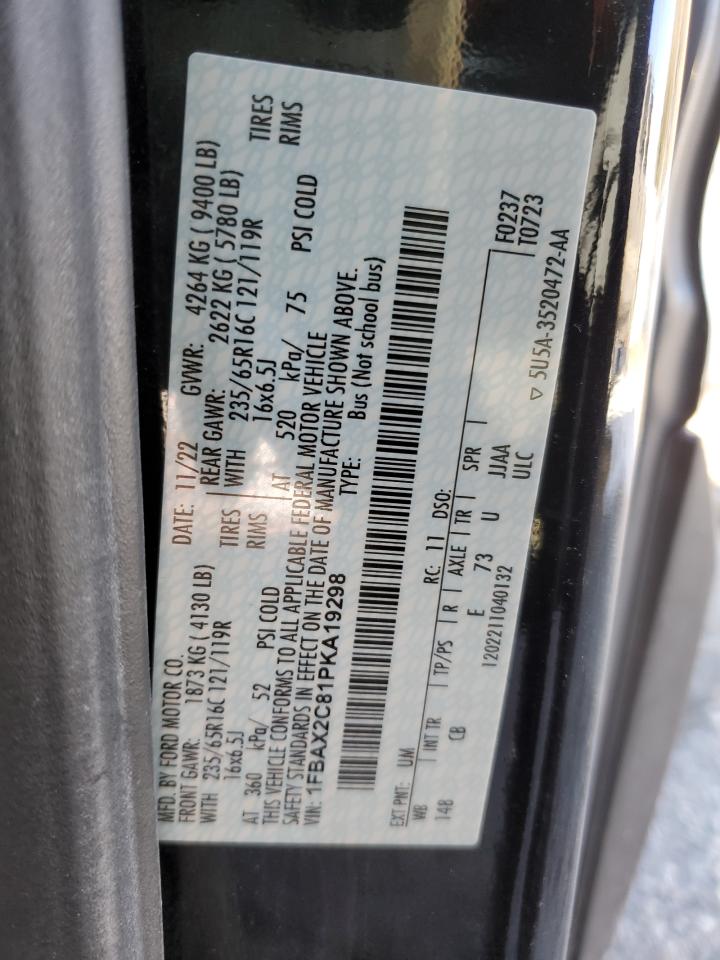 MFD. BY FORD MOTOR CO.
DATE: 11/22 GVWR: 4264 KG ( 9400 LB)
FRONT GAWR: 1873 KG ( 4130 LB) REAR GAWR: 2622 KG ( 5780 LB)
WITH 235/65R16C 121/119R TIRES WITH 235/65R16C 121/119R TIRES
16x6.5J RIMS 16x6.5J RIMS
AT 360 kPa/ 52 PSI COLD AT 520 kPa/ 75 PSI COLD
THIS VEHICLE CONFORMS TO ALL APPLICABLE FEDERAL MOTOR VEHICLE
SAFETY STANDARDS IN EFFECT ON THE DATE OF MANUFACTURE SHOWN ABOVE.
VIN: 1FBAX2C81PKA19298 TYPE: Bus (Not school bus)
EXT PNT: UM RC: 11 DSO:
WB INT TR TP/PS R AXLE TR SPR
148 CB E 73 U JJAA
F0237
T0723
1202211040132 ULC
▽ 5U5A-3520472-AA